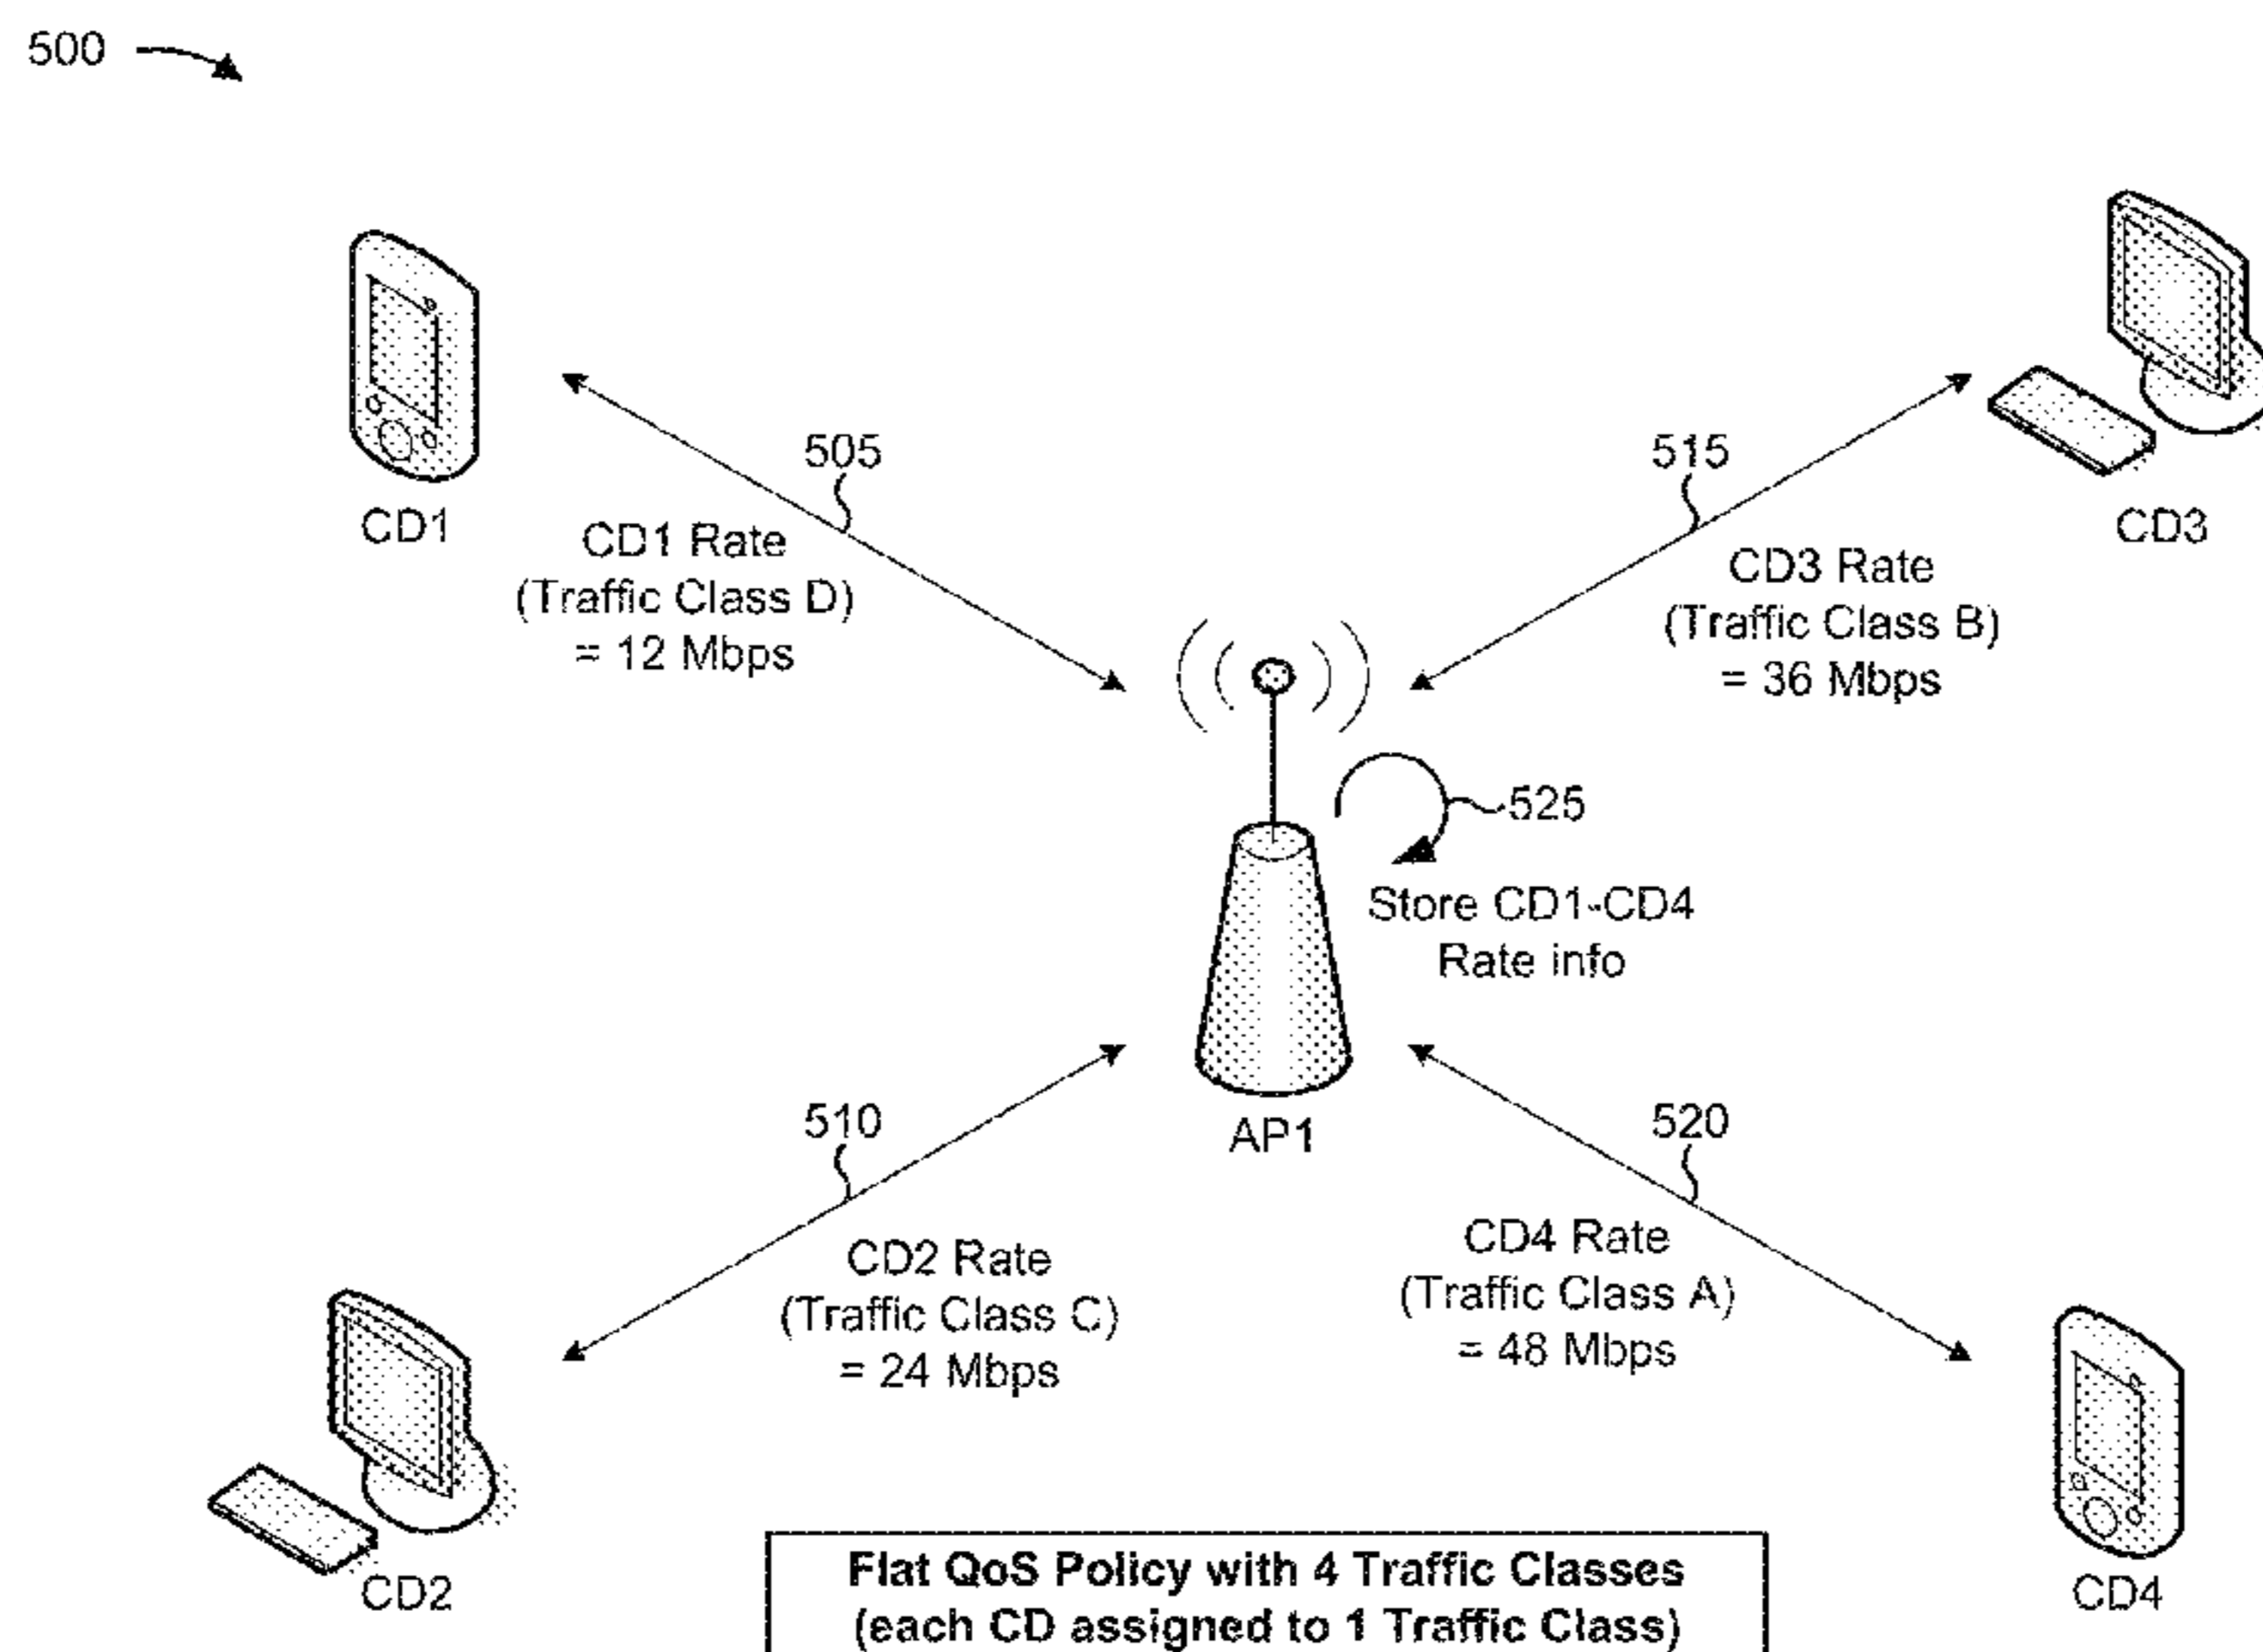 500
505
CD1
CD1 Rate
(Traffic Class D)
= 12 Mbps
515
CD3
CD3 Rate
(Traffic Class B)
= 36 Mbps
525
Store CD1-CD4
Rate info
AP1
510
CD2 Rate
(Traffic Class C)
= 24 Mbps
CD2
520
CD4 Rate
(Traffic Class A)
= 48 Mbps
CD4
Flat QoS Policy with 4 Traffic Classes
(each CD assigned to 1 Traffic Class)